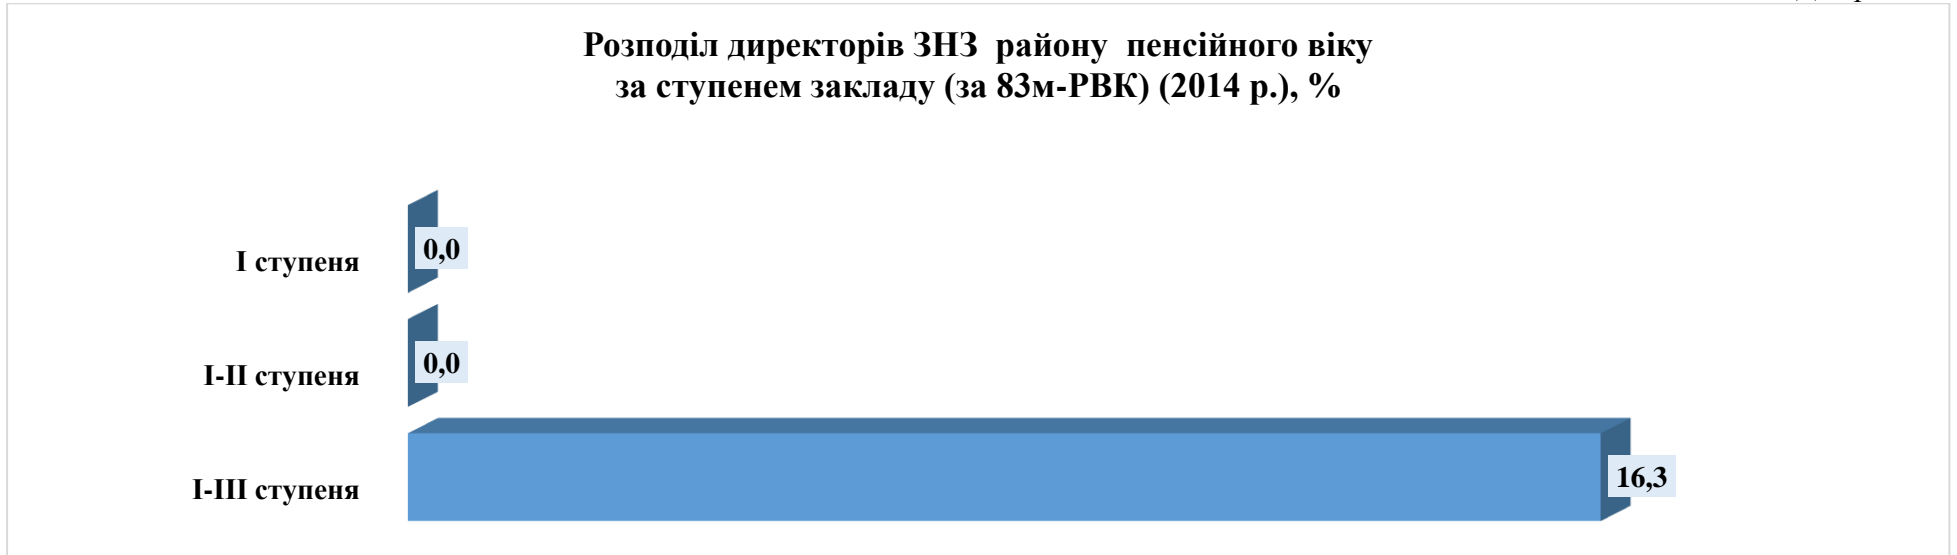 Розподіл директорів ЗНЗ району пенсійного віку
за ступенем закладу (за 83м-РВК) (2014 р.), %
І ступеня
0,0
І-ІІ ступеня
0,0
І-ІІІ ступеня
16,3